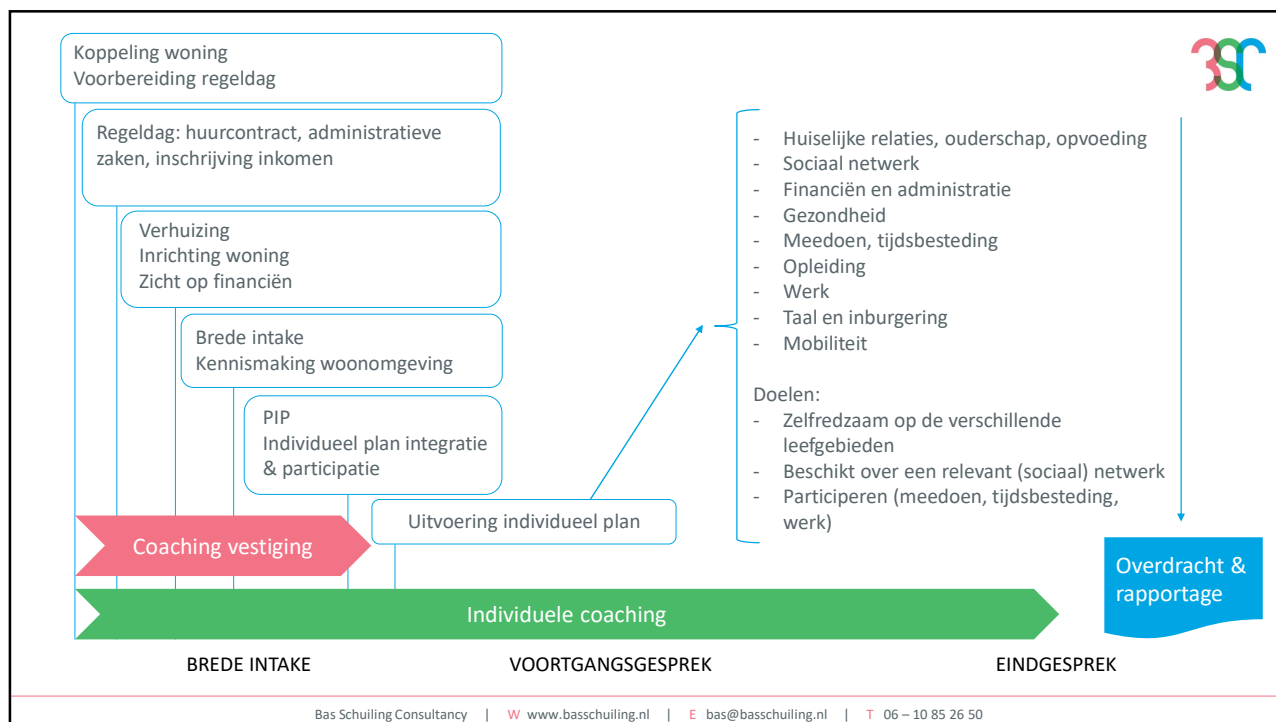 Koppeling woning
Voorbereiding regeldag
Regeldag: huurcontract, administratieve
zaken, inschrijving inkomen
Verhuizing
Inrichting woning
Zicht op financiën
Brede intake
Kennismaking woonomgeving
PIP
Individueel plan integratie
& participatie
Uitvoering individueel plan
Coaching vestiging
Individuele coaching
- Huiselijke relaties, ouderschap, opvoeding
- Sociaal netwerk
- Financiën en administratie
- Gezondheid
- Meedoen, tijdsbesteding
- Opleiding
- Werk
- Taal en inburgering
- Mobiliteit
Doelen:
- Zelfredzaam op de verschillende
leefgebieden
- Beschikt over een relevant (sociaal) netwerk
- Participeren (meedoen, tijdsbesteding,
werk)
Overdracht &
rapportage
BREDE INTAKE
VOORTGANGSGESPREK
EINDGESPREK
Bas Schuiling Consultancy | W www.basschuiling.nl | E bas@basschuiling.nl | T 06 – 10 85 26 50